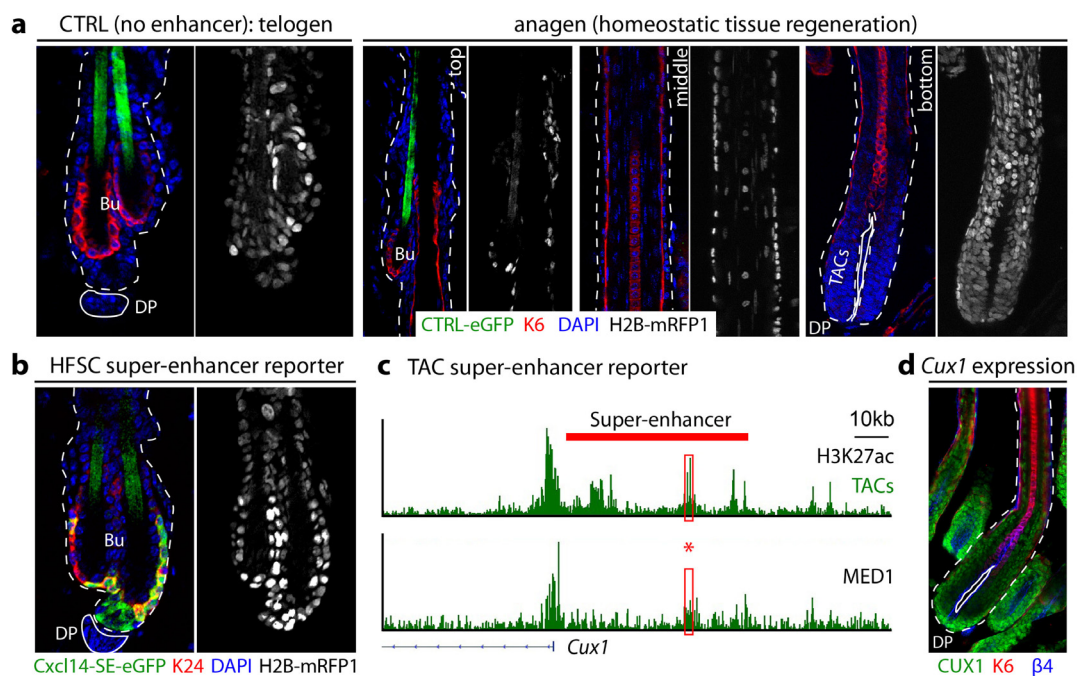 a CTRL (no enhancer): telogen
anagen (homeostatic tissue regeneration)
top
middle
bottom
Bu
DP
Bu
TACs
DP
CTRL-eGFP K6 DAPI H2B-mRFP1
b HFSC super-enhancer reporter
Bu
DP
Cxcl14-SE-eGFP K24 DAPI H2B-mRFP1
c TAC super-enhancer reporter
Super-enhancer
10kb
H3K27ac
TACs
*
MED1
Cux1
d Cux1 expression
DP
CUX1 K6 β4